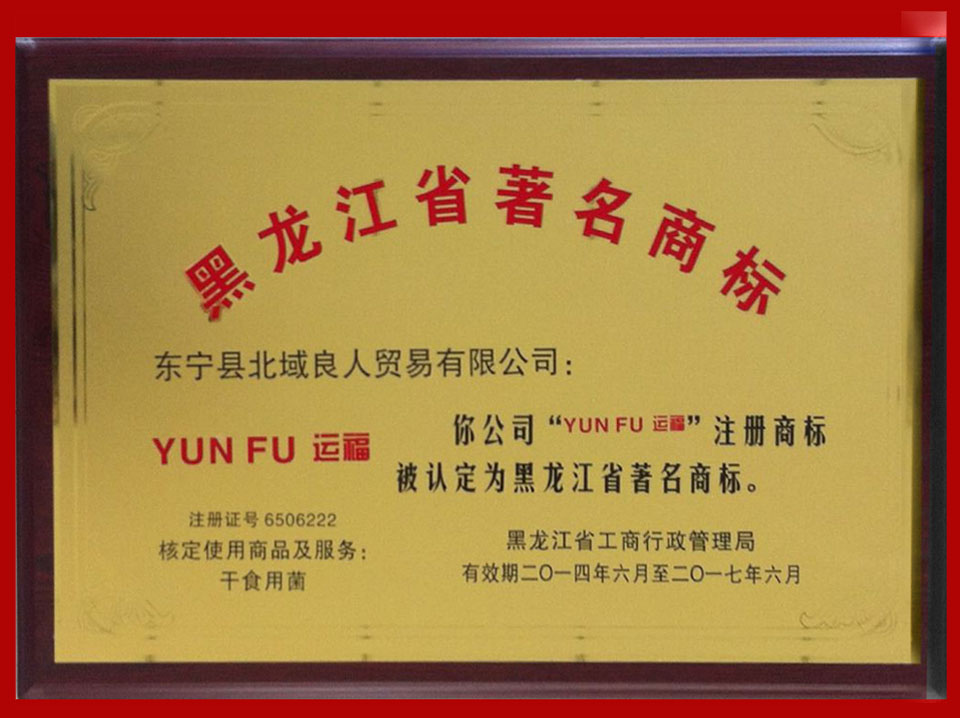 黑龙江省著名商标
东宁县北域良人贸易有限公司：
YUN FU 运福
你公司“YUN FU 运福”注册商标
被认定为黑龙江省著名商标。
注册证号 6506222
核定使用商品及服务：
干食用菌
黑龙江省工商行政管理局
有效期二〇一四年六月至二〇一七年六月